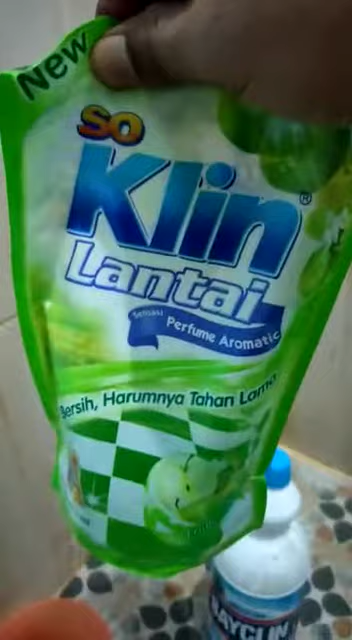 New
SO
Klin®
Lantai
Sensasi
Perfume Aromatic
Bersih, Harumnya Tahan Lama
BAYCLIN